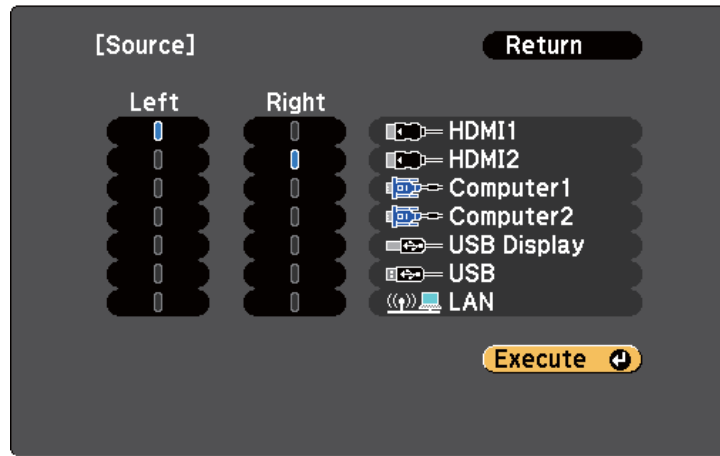 [Source] Return
Left Right
HDMI1
HDMI2
Computer1
Computer2
USB Display
USB
LAN
Execute